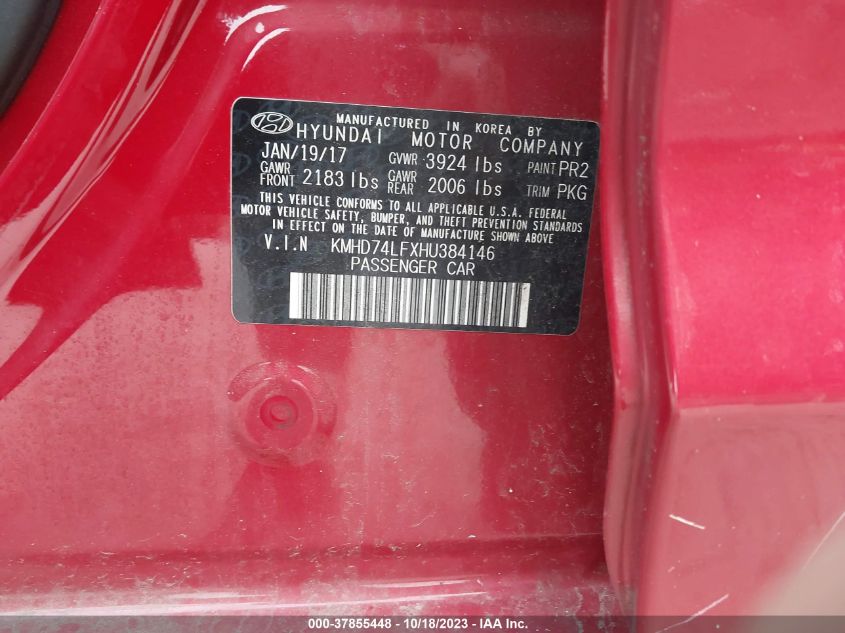 MANUFACTURED IN KOREA BY
HYUNDAI MOTOR COMPANY
JAN/19/17 GVWR 3924 lbs PAINT PR2
GAWR FRONT 2183 lbs GAWR REAR 2006 lbs TRIM PKG
THIS VEHICLE CONFORMS TO ALL APPLICABLE U.S.A. FEDERAL
MOTOR VEHICLE SAFETY, BUMPER, AND THEFT PREVENTION STANDARDS
IN EFFECT ON THE DATE OF MANUFACTURE SHOWN ABOVE
V.I.N KMHD74LFXHU384146
PASSENGER CAR
000-37855448 - 10/18/2023 - IAAI Inc.